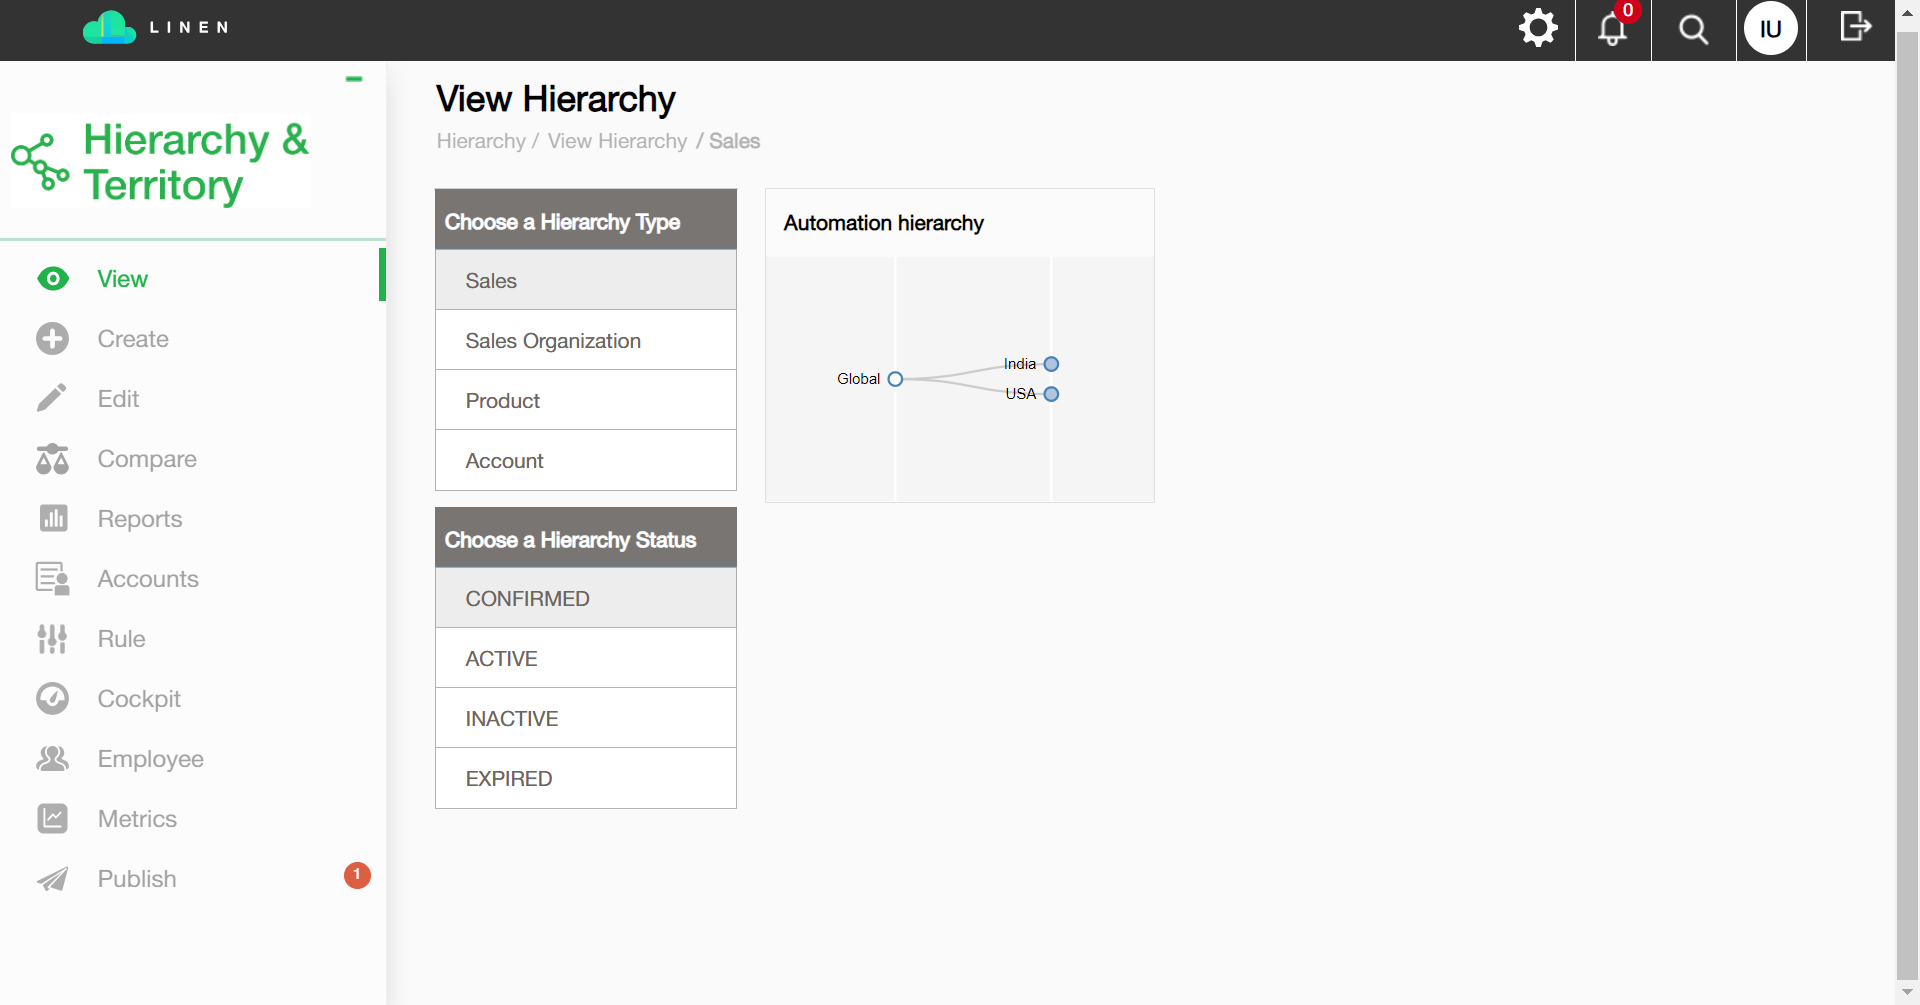 LINEN
0
IU
Hierarchy &
Territory
View
Create
Edit
Compare
Reports
Accounts
Rule
Cockpit
Employee
Metrics
Publish
1
View Hierarchy
Hierarchy / View Hierarchy / Sales
Choose a Hierarchy Type
Sales
Sales Organization
Product
Account
Choose a Hierarchy Status
CONFIRMED
ACTIVE
INACTIVE
EXPIRED
Automation hierarchy
Global
India
USA